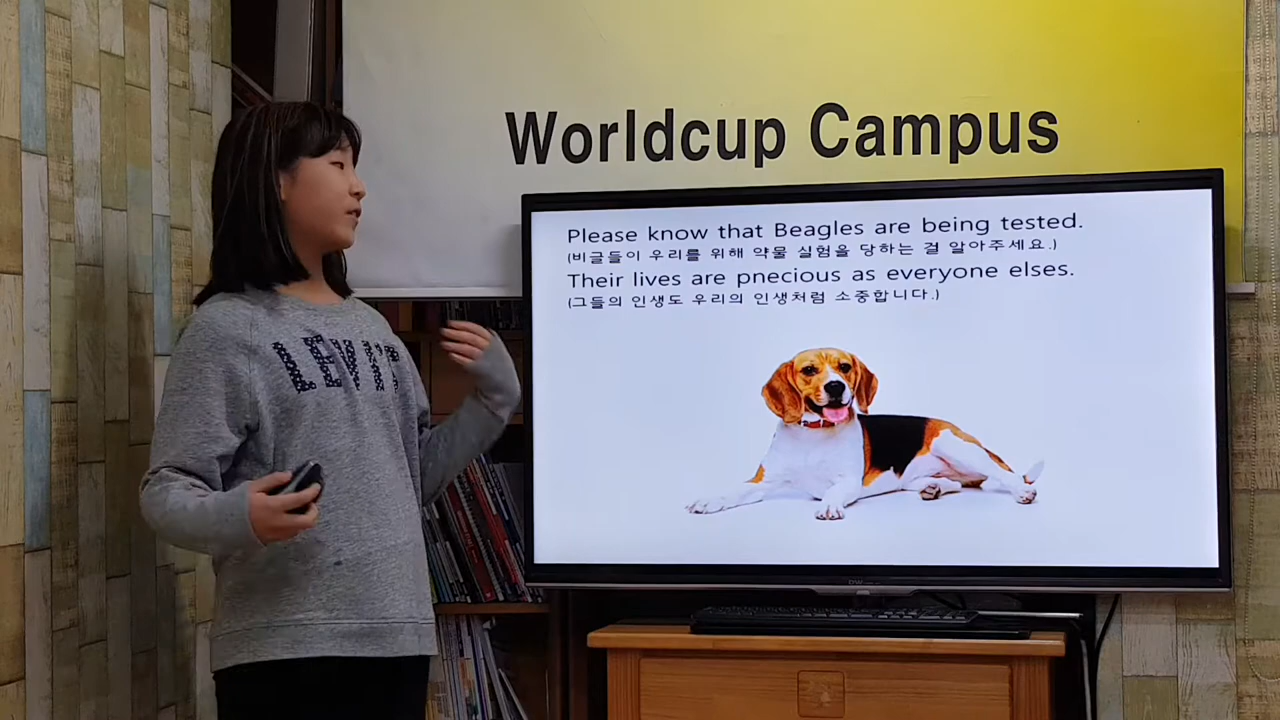 Worldcup Campus
Please know that Beagles are being tested.
(비글들이 우리를 위해 약물 실험을 당하는 걸 알아주세요.)
Their lives are pnecious as everyone elses.
(그들의 인생도 우리의 인생처럼 소중합니다.)
LEVI'S
DW